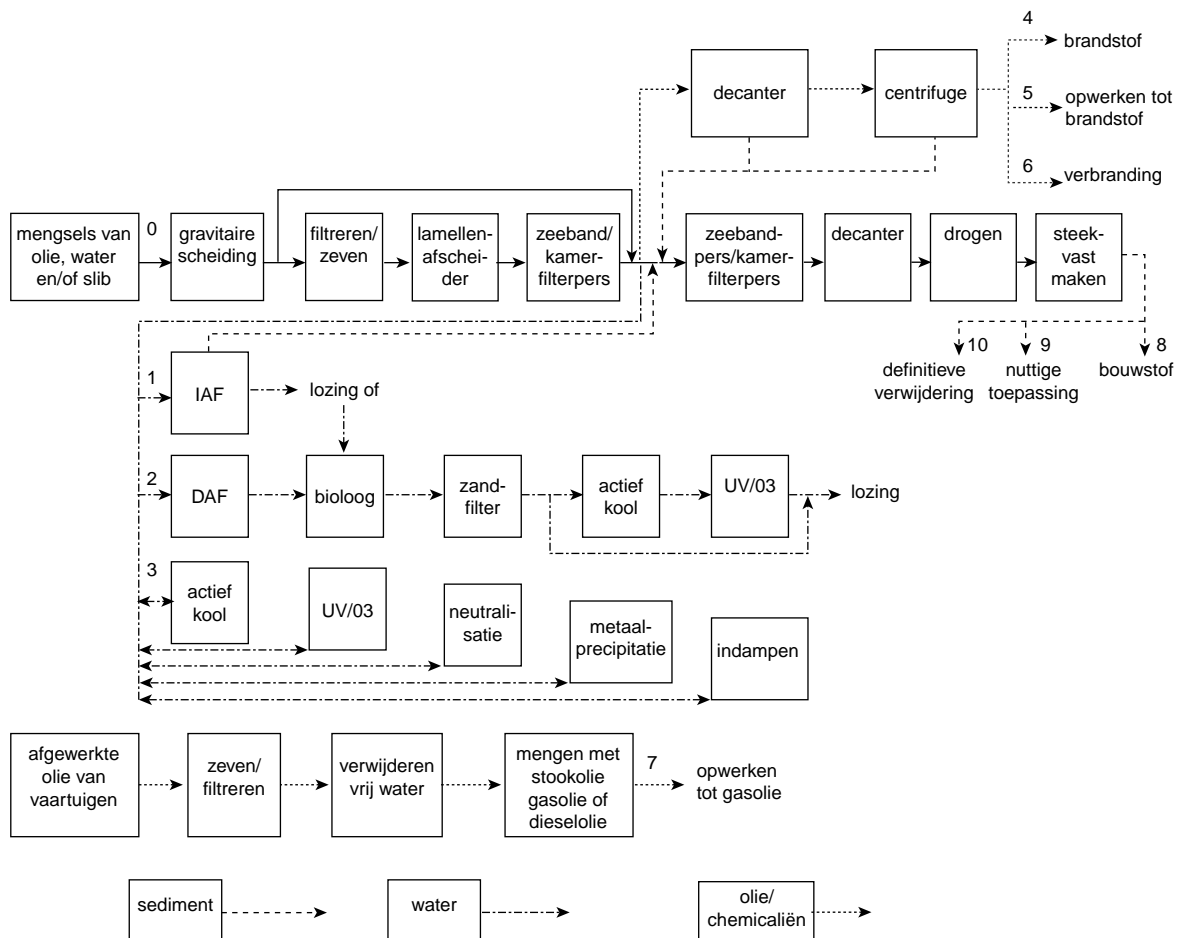 4
brandstof
decanter
centrifuge
5
opwerken tot
brandstof
6
verbranding
mengsels van
olie, water
en/of slib
0
gravitaire
scheiding
filtreren/
zeven
lamellen-
afschei-
der
zeeband/
kamer-
filterpers
zeeband-
pers/kamer-
filterpers
decanter
drogen
steek-
vast
maken
10
definitieve
verwijdering
9
nuttige
toepassing
8
bouwstof
1
IAF
lozing of
2
DAF
bioloog
zand-
filter
actief
kool
UV/03
lozing
3
actief
kool
UV/03
neutrali-
satie
metaal-
precipitatie
indampen
afgewerkte
olie van
vaartuigen
zeven/
filtreren
verwijderen
vrij water
mengen met
stookolie
gasolie of
dieselolie
7
opwerken
tot gasolie
sediment
water
olie/
chemicaliën